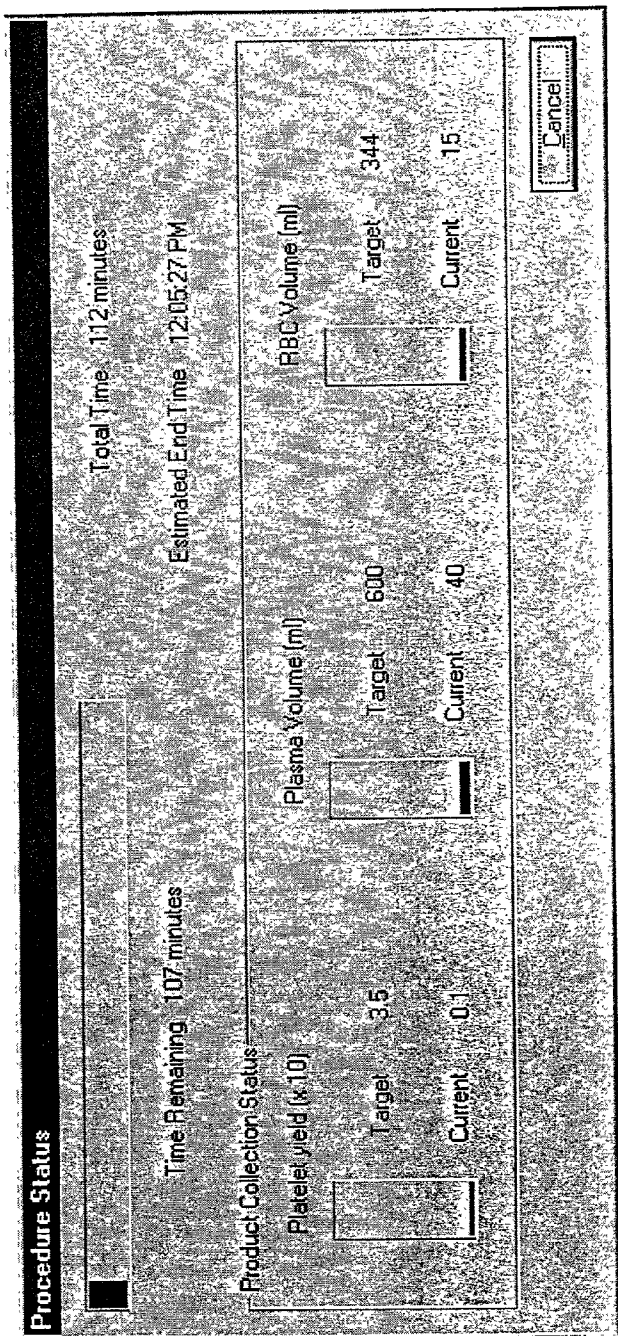 Procedure Status
Total Time 112 minutes
Time Remaining 107 minutes
Estimated End Time 12:05:27 PM
Product Collection Status
Platelet yield (x 10)
Target 3.5
Current 0.1
Plasma Volume (ml)
Target 600
Current 40
RBC Volume (ml)
Target 344
Current 15
Cancel